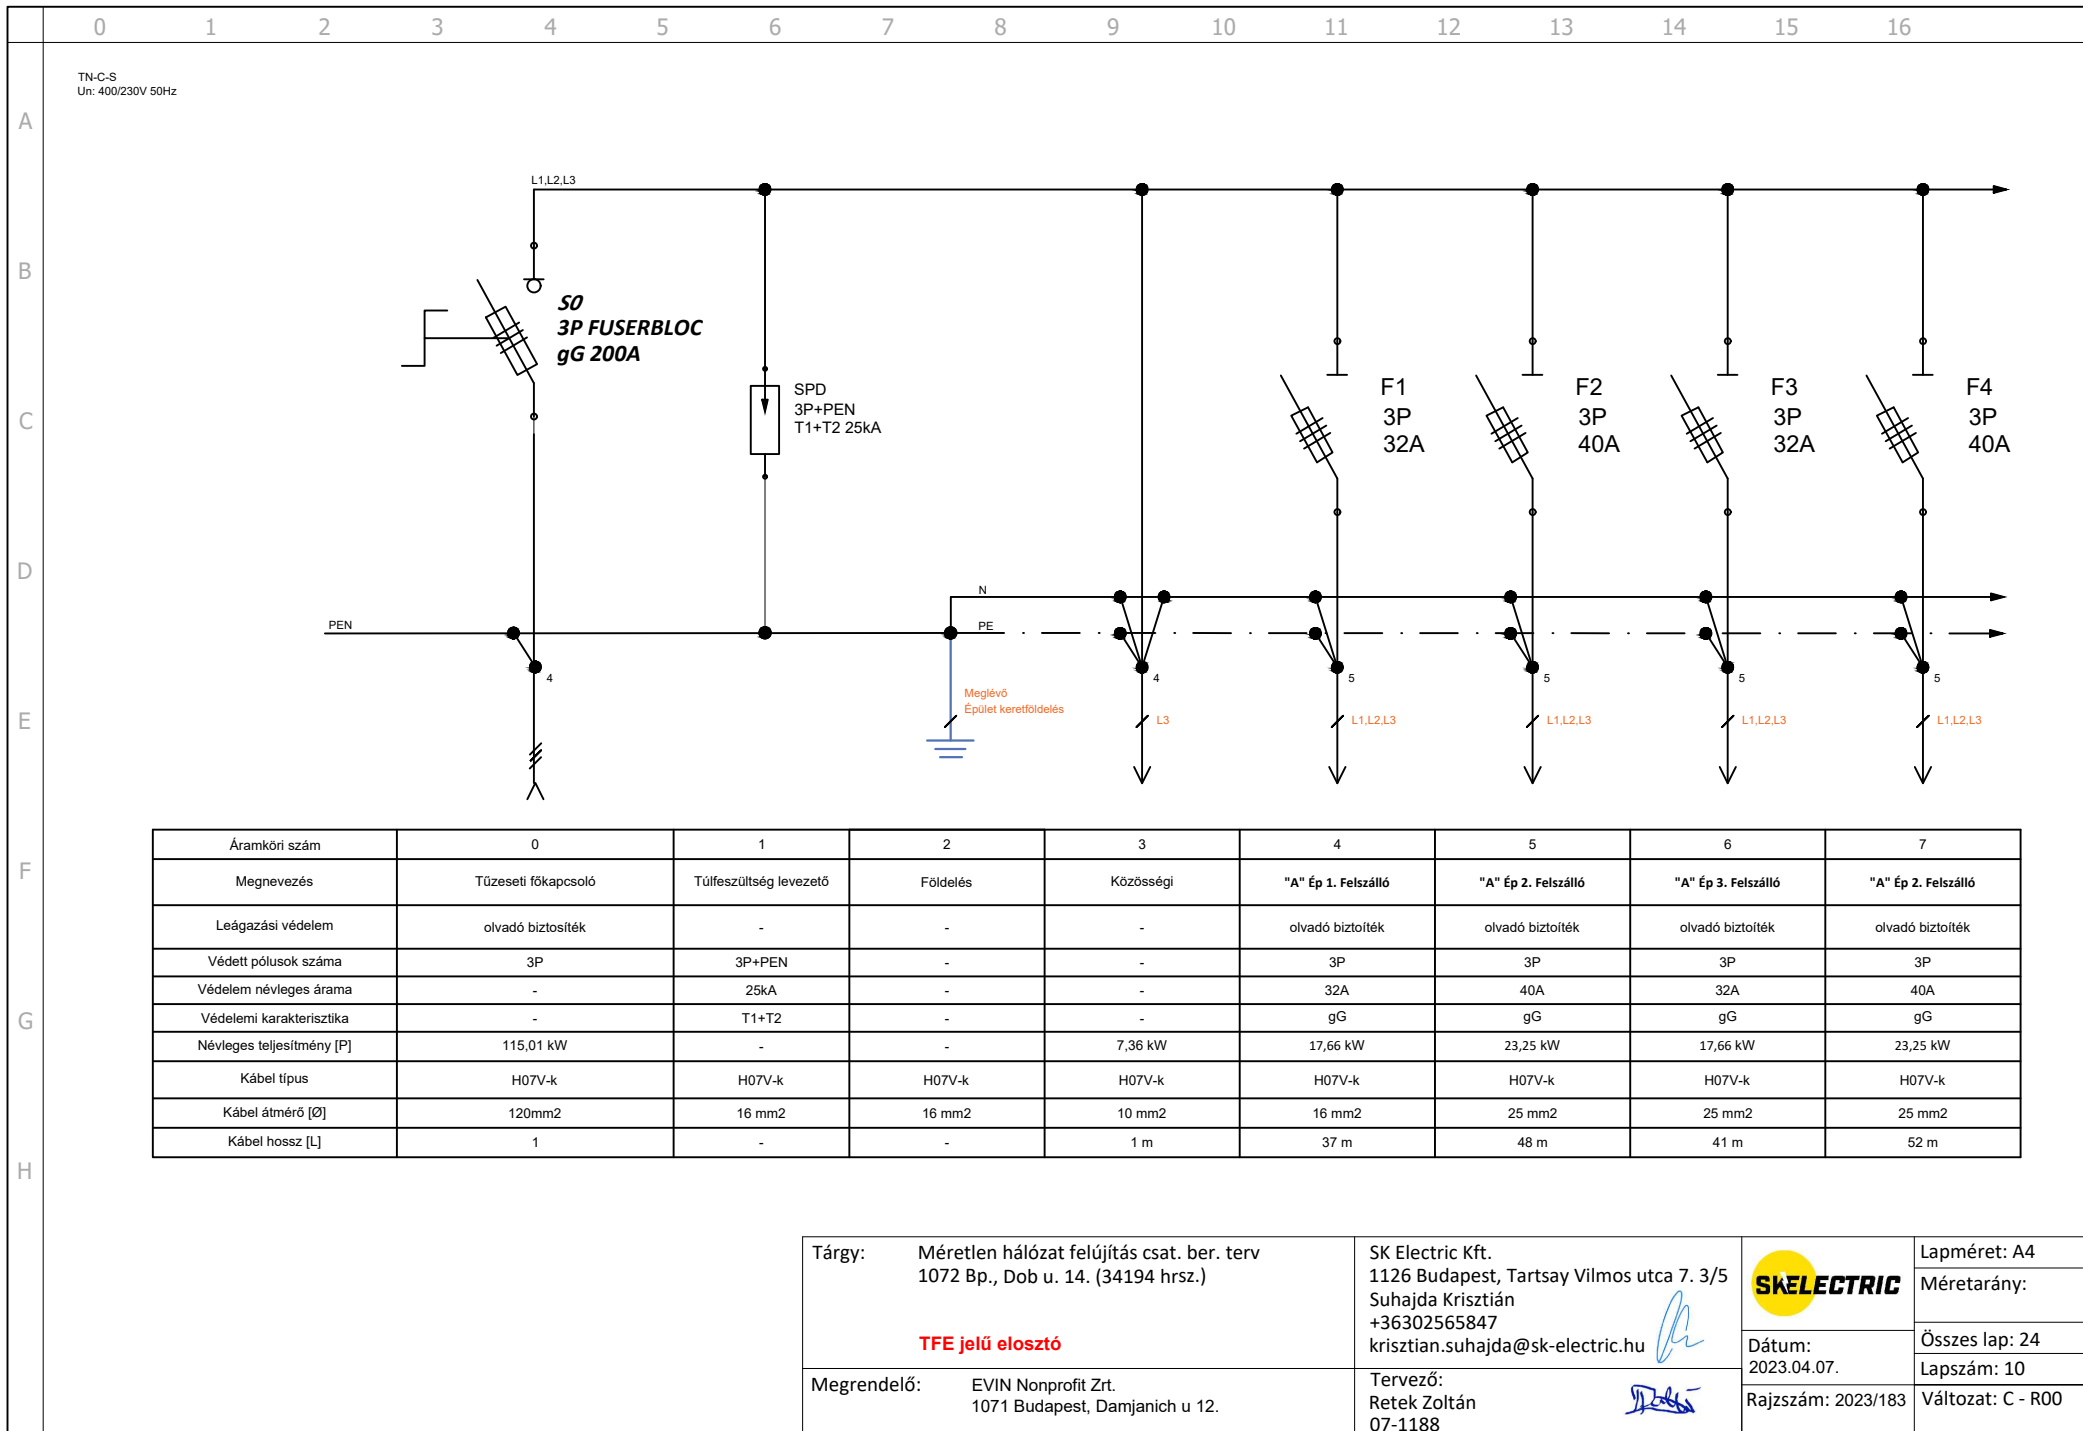 0 1 2 3 4 5 6 7 8 9 10 11 12 13 14 15 16
TN-C-S
Un: 400/230V 50Hz
A
B
C
D
E
F
G
H
L1,L2,L3
S0
3P FUSERBLOC
gG 200A
SPD
3P+PEN
T1+T2 25kA
F1
3P
32A
F2
3P
40A
F3
3P
32A
F4
3P
40A
N
PEN
PE
4
4
5
5
5
5
Meglévő
Épület keretföldelés
L3
L1,L2,L3
L1,L2,L3
L1,L2,L3
L1,L2,L3
Áramköri szám 0 1 2 3 4 5 6 7
Megnevezés Tűzeseti főkapcsoló Túlfeszültség levezető Földelés Közösségi "A" Ép 1. Felszálló "A" Ép 2. Felszálló "A" Ép 3. Felszálló "A" Ép 2. Felszálló
Leágazási védelem olvadó biztosíték - - - olvadó biztoíték olvadó biztoíték olvadó biztoíték olvadó biztoíték
Védett pólusok száma 3P 3P+PEN - - 3P 3P 3P 3P
Védelem névleges árama - 25kA - - 32A 40A 32A 40A
Védelemi karakterisztika - T1+T2 - - gG gG gG gG
Névleges teljesítmény [P] 115,01 kW - - 7,36 kW 17,66 kW 23,25 kW 17,66 kW 23,25 kW
Kábel típus H07V-k H07V-k H07V-k H07V-k H07V-k H07V-k H07V-k H07V-k
Kábel átmérő [Ø] 120mm2 16 mm2 16 mm2 10 mm2 16 mm2 25 mm2 25 mm2 25 mm2
Kábel hossz [L] 1 - - 1 m 37 m 48 m 41 m 52 m
Tárgy: Méretlen hálózat felújítás csat. ber. terv
1072 Bp., Dob u. 14. (34194 hrsz.)
TFE jelű elosztó
Megrendelő: EVIN Nonprofit Zrt.
1071 Budapest, Damjanich u 12.
SK Electric Kft.
1126 Budapest, Tartsay Vilmos utca 7. 3/5
Suhajda Krisztián
+36302565847
krisztian.suhajda@sk-electric.hu
Tervező:
Retek Zoltán
07-1188
SKELECTRIC
Dátum:
2023.04.07.
Rajzszám: 2023/183
Lapméret: A4
Méretarány:
Összes lap: 24
Lapszám: 10
Változat: C - R00